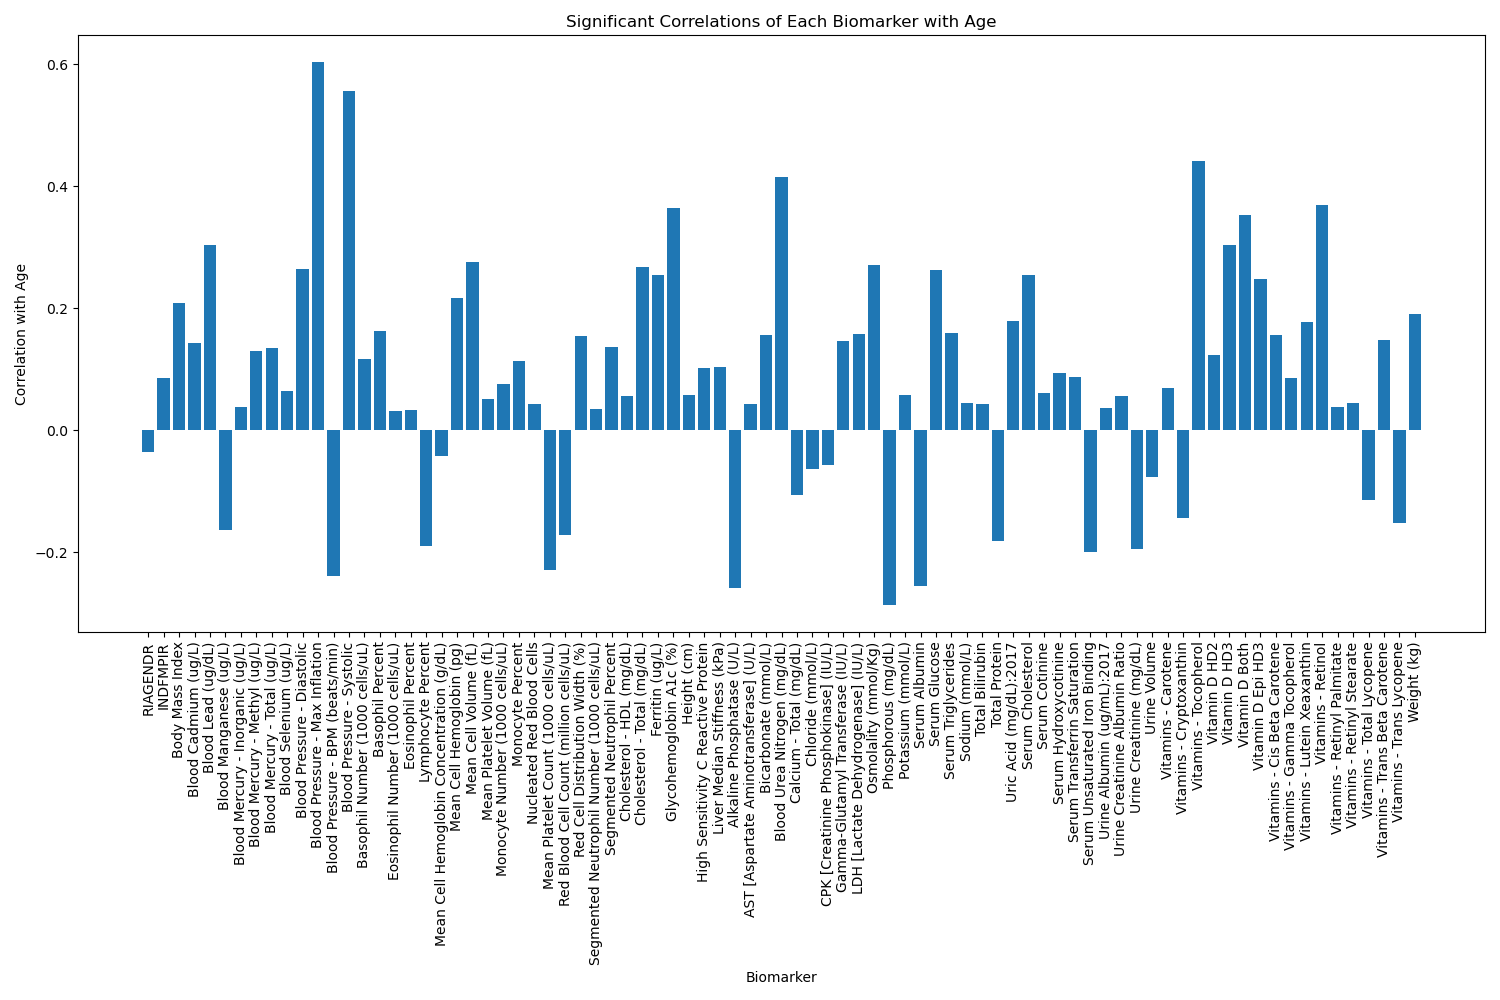 Significant Correlations of Each Biomarker with Age
Correlation with Age
0.6
0.4
0.2
0.0
−0.2
RIAGENDR
INDFMPIR
Body Mass Index
Blood Cadmium (ug/L)
Blood Lead (ug/dL)
Blood Manganese (ug/L)
Blood Mercury - Inorganic (ug/L)
Blood Mercury - Methyl (ug/L)
Blood Mercury - Total (ug/L)
Blood Selenium (ug/L)
Blood Pressure - Diastolic
Blood Pressure - Max Inflation
Blood Pressure - BPM (beats/min)
Blood Pressure - Systolic
Basophil Number (1000 cells/uL)
Basophil Percent
Eosinophil Number (1000 cells/uL)
Eosinophil Percent
Lymphocyte Percent
Mean Cell Hemoglobin Concentration (g/dL)
Mean Cell Hemoglobin (pg)
Mean Cell Volume (fL)
Mean Platelet Volume (fL)
Monocyte Number (1000 cells/uL)
Monocyte Percent
Nucleated Red Blood Cells
Mean Platelet Count (1000 cells/uL)
Red Blood Cell Count (million cells/uL)
Red Cell Distribution Width (%)
Segmented Neutrophil Number (1000 cells/uL)
Segmented Neutrophil Percent
Cholesterol - HDL (mg/dL)
Cholesterol - Total (mg/dL)
Ferritin (ug/L)
Glycohemoglobin A1c (%)
Height (cm)
High Sensitivity C Reactive Protein
Liver Median Stiffness (kPa)
Alkaline Phosphatase (U/L)
AST [Aspartate Aminotransferase] (U/L)
Bicarbonate (mmol/L)
Blood Urea Nitrogen (mg/dL)
Calcium - Total (mg/dL)
Chloride (mmol/L)
CPK [Creatinine Phosphokinase] (IU/L)
Gamma-Glutamyl Transferase (IU/L)
LDH [Lactate Dehydrogenase] (IU/L)
Osmolality (mmol/Kg)
Phosphorous (mg/dL)
Potassium (mmol/L)
Serum Albumin
Serum Glucose
Serum Triglycerides
Sodium (mmol/L)
Total Bilirubin
Total Protein
Uric Acid (mg/dL):2017
Serum Cholesterol
Serum Cotinine
Serum Hydroxycotinine
Serum Transferrin Saturation
Serum Unsaturated Iron Binding
Urine Albumin (ug/mL):2017
Urine Creatinine Albumin Ratio
Urine Creatinine (mg/dL)
Urine Volume
Vitamins - Carotene
Vitamins - Cryptoxanthin
Vitamins - Tocopherol
Vitamin D HD2
Vitamin D HD3
Vitamin D Both
Vitamin D Epi HD3
Vitamins - Cis Beta Carotene
Vitamins - Gamma Tocopherol
Vitamins - Lutein Xeaxanthin
Vitamins - Retinol
Vitamins - Retinyl Palmitate
Vitamins - Retinyl Stearate
Vitamins - Total Lycopene
Vitamins - Trans Beta Carotene
Vitamins - Trans Lycopene
Weight (kg)
Biomarker